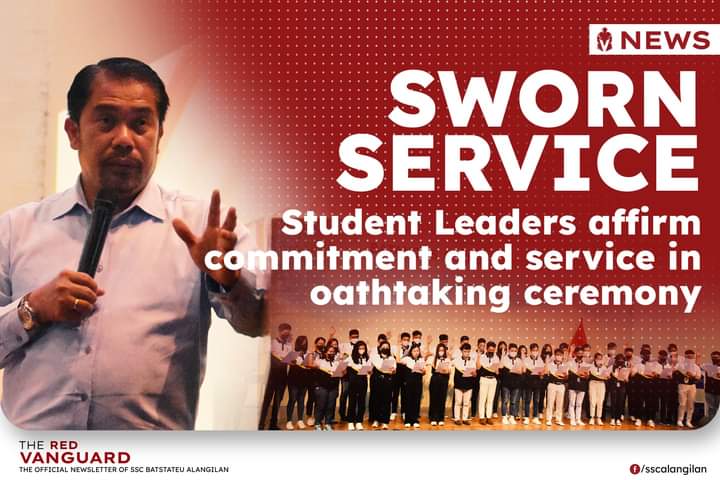 NEWS
SWORN
SERVICE
Student Leaders affirm
commitment and service in
oathtaking ceremony
THE RED
VANGUARD
THE OFFICIAL NEWSLETTER OF SSC BATSTATEU ALANGILAN
/sscalangilan